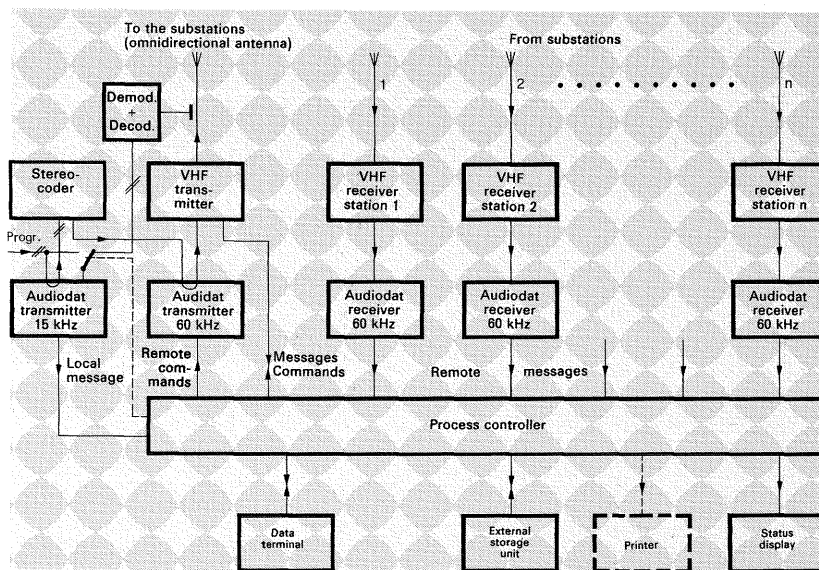 To the substations
(omnidirectional antenna)
From substations
1
2
n
Demod.
+
Decod.
Stereo-
coder
VHF
trans-
mitter
VHF
receiver
station 1
VHF
receiver
station 2
VHF
receiver
station n
Progr.
Audiodat
transmitter
15 kHz
Audidat
transmitter
60 kHz
Audiodat
receiver
60 kHz
Audiodat
receiver
60 kHz
Audiodat
receiver
60 kHz
Local
message
Remote
com-
mands
Messages
Commands
Remote messages
Process controller
Data
terminal
External
storage
unit
Printer
Status
display